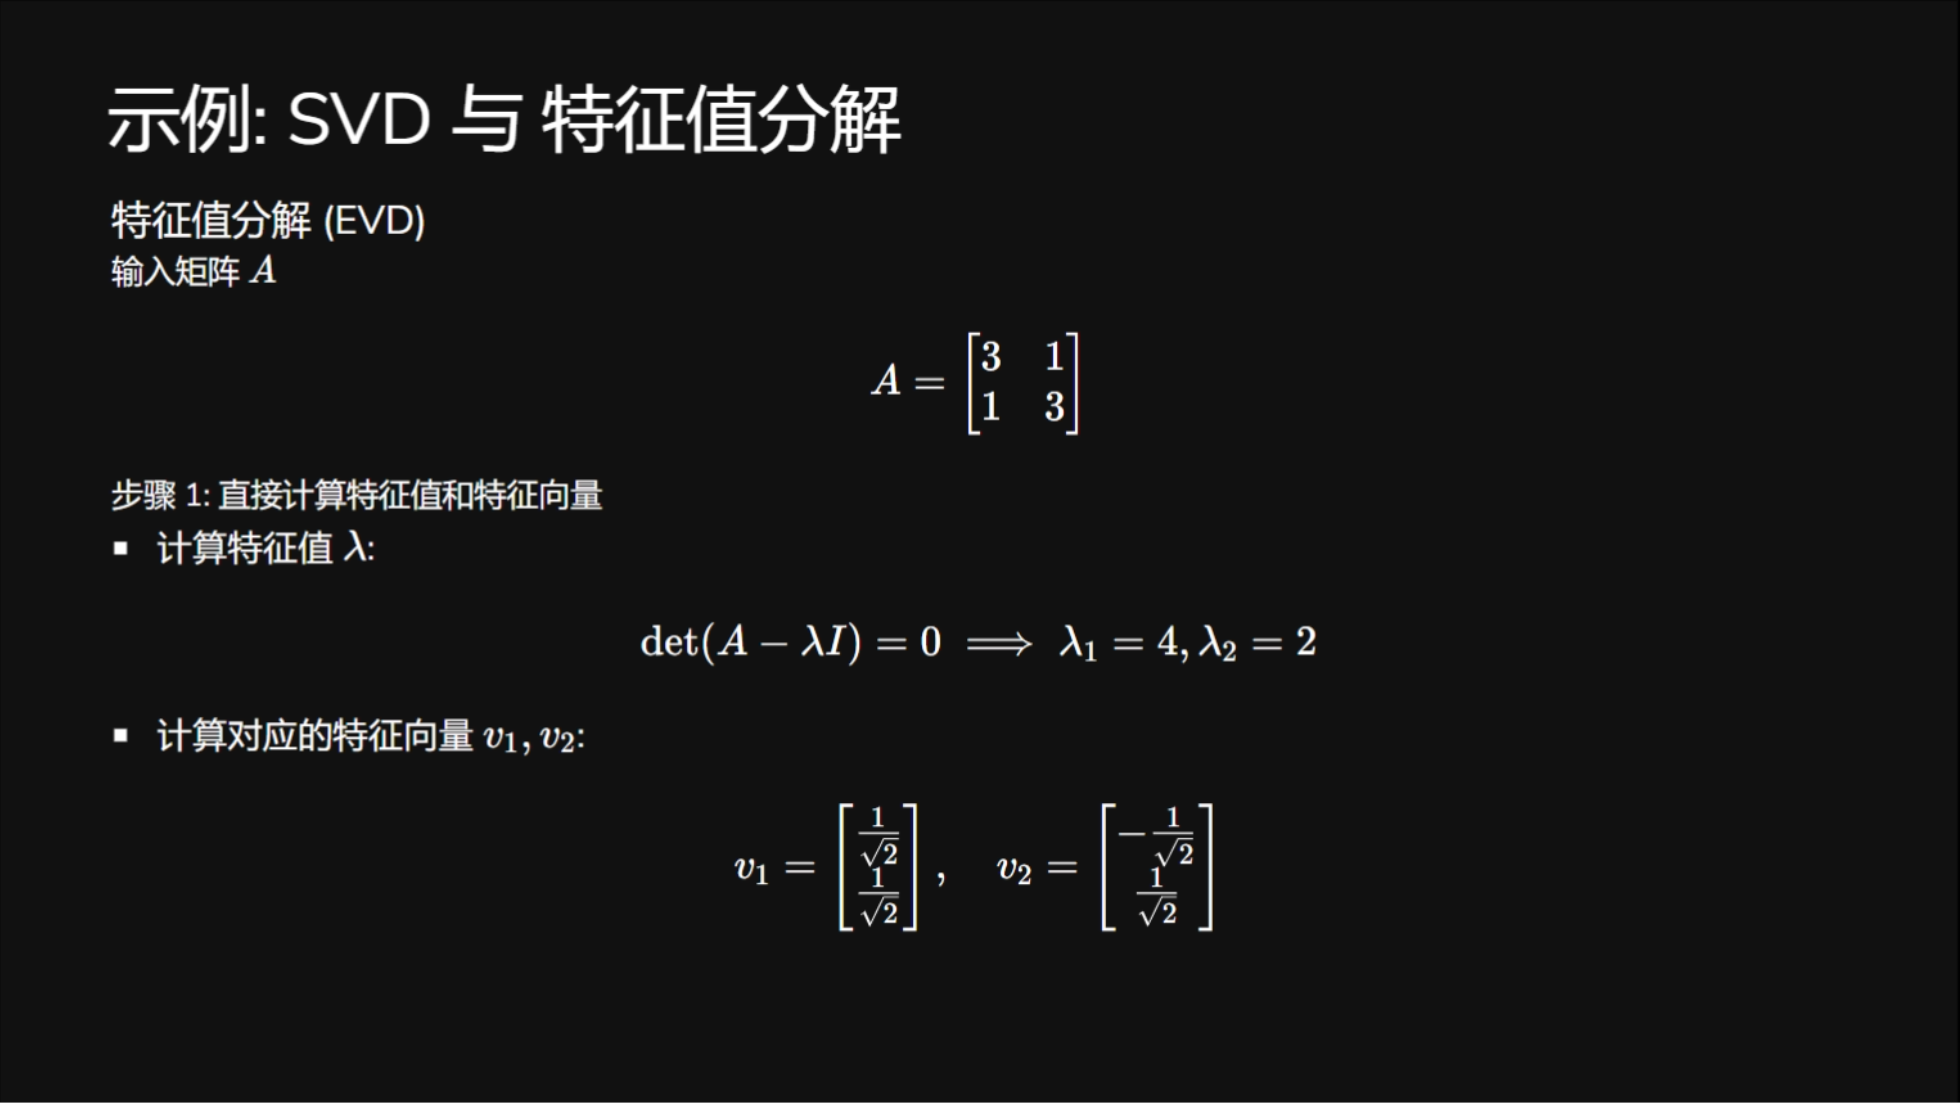 示例: SVD 与 特征值分解
特征值分解 (EVD)
输入矩阵 A
A = [3 1
1 3]
步骤 1: 直接计算特征值和特征向量
▪ 计算特征值 λ:
det(A − λI) = 0 ⟹ λ₁ = 4, λ₂ = 2
▪ 计算对应的特征向量 v₁, v₂:
v₁ = [1/√2 1/√2], v₂ = [−1/√2 1/√2]